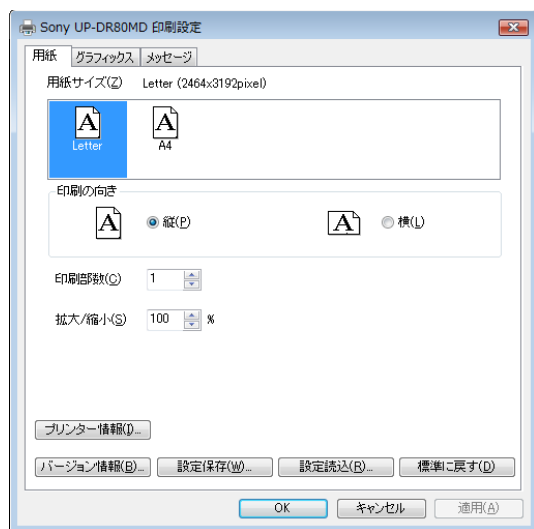 Sony UP-DR80MD 印刷設定
用紙 グラフィックス メッセージ
用紙サイズ(Z) Letter (2464x3192pixel)
A A
Letter A4
印刷の向き
A 縦(P) A 横(L)
印刷部数(C) 1
拡大/縮小(S) 100 %
プリンター情報(I)...
バージョン情報(B)... 設定保存(W)... 設定読込(R)... 標準に戻す(D)
OK キャンセル 適用(A)